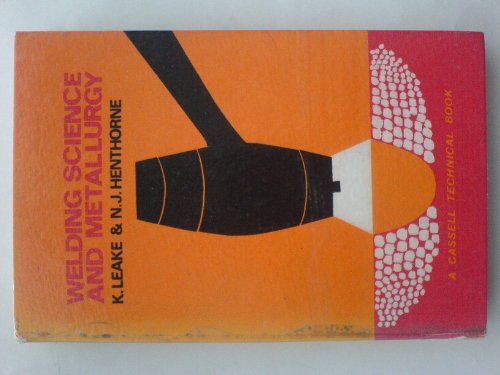 WELDING SCIENCE
AND METALLURGY
K. LEAKE & N.J. HENTHORNE
A CASSELL TECHNICAL BOOK